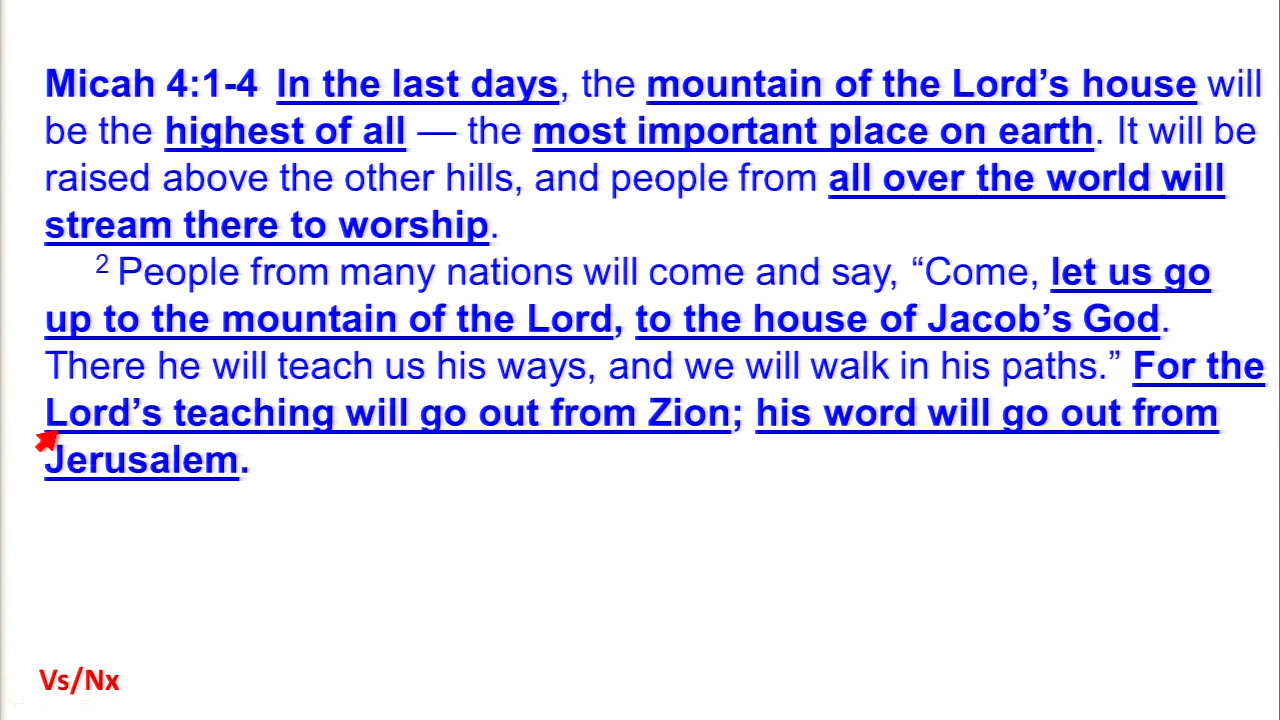 Micah 4:1-4 In the last days, the mountain of the Lord’s house will
be the highest of all — the most important place on earth. It will be
raised above the other hills, and people from all over the world will
stream there to worship.
2 People from many nations will come and say, “Come, let us go
up to the mountain of the Lord, to the house of Jacob’s God.
There he will teach us his ways, and we will walk in his paths.” For the
Lord’s teaching will go out from Zion; his word will go out from
Jerusalem.
Vs/Nx